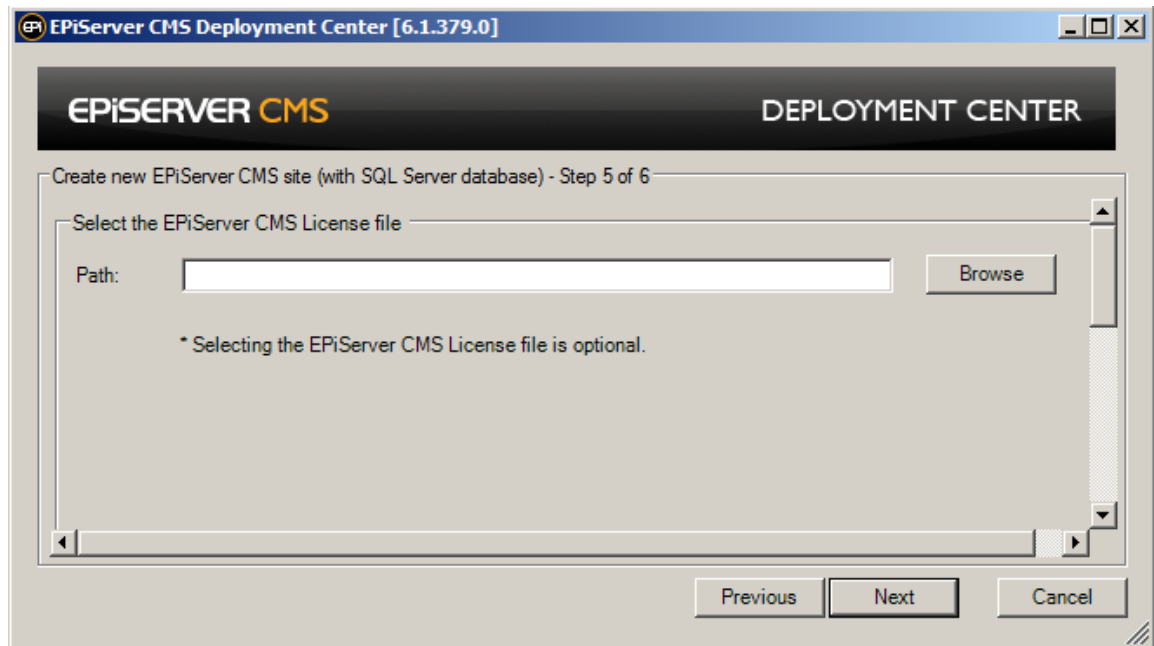 EPi EPiServer CMS Deployment Center [6.1.379.0]
EPiSERVER CMS DEPLOYMENT CENTER
Create new EPiServer CMS site (with SQL Server database) - Step 5 of 6
Select the EPiServer CMS License file
Path: Browse
* Selecting the EPiServer CMS License file is optional.
Previous Next Cancel